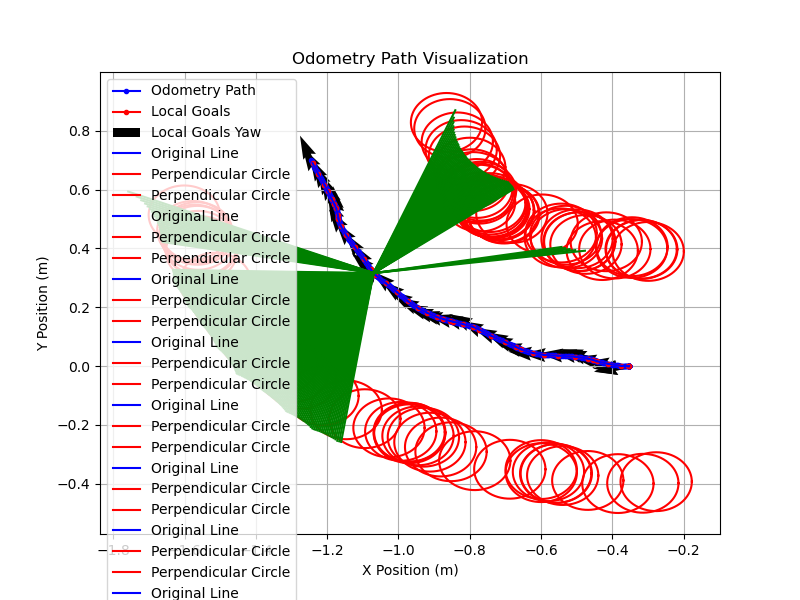 Odometry Path Visualization
Odometry Path
Local Goals
Local Goals Yaw
Original Line
Perpendicular Circle
Perpendicular Circle
Original Line
Perpendicular Circle
Perpendicular Circle
Original Line
Perpendicular Circle
Perpendicular Circle
Original Line
Perpendicular Circle
Perpendicular Circle
Original Line
Perpendicular Circle
Perpendicular Circle
Original Line
Perpendicular Circle
Perpendicular Circle
Original Line
Perpendicular Circle
Perpendicular Circle
Original Line
Y Position (m)
0.8
0.6
0.4
0.2
0.0
−0.2
−0.4
−1.8 −1.2 −1.0 −0.8 −0.6 −0.4 −0.2
X Position (m)